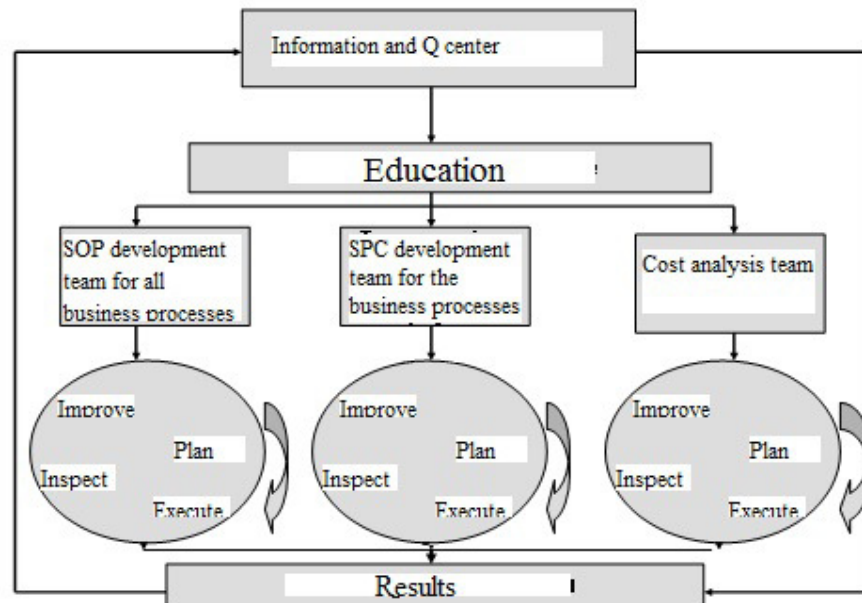 Information and Q center
Education
SOP development
team for all
business processes
SPC development
team for the
business processes
Cost analysis team
Improve
Plan
Inspect
Execute
Improve
Plan
Inspect
Execute
Improve
Plan
Inspect
Execute
Results